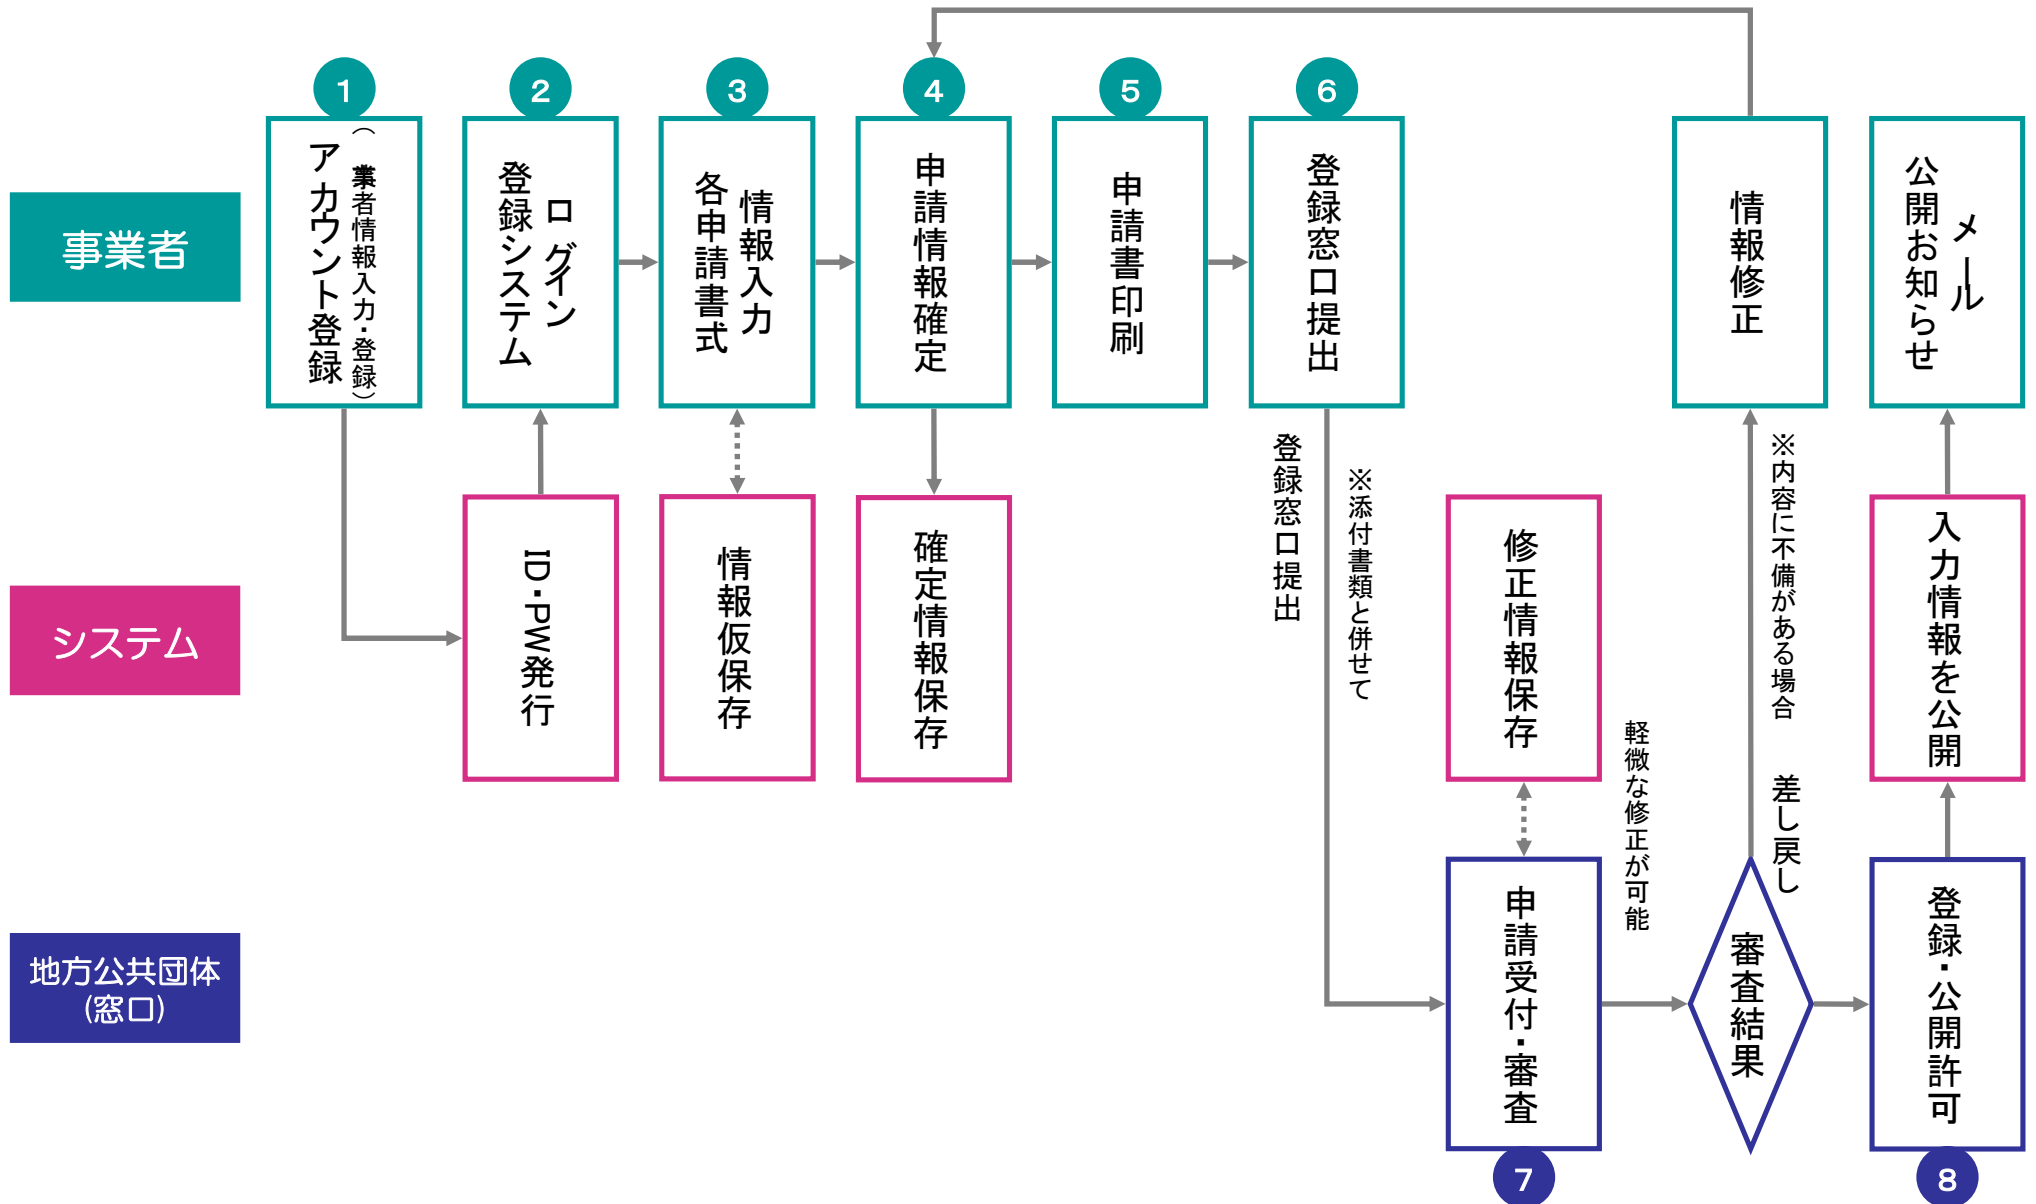 1
2
3
4
5
6
事業者
アカウント登録
（事業者情報入力・登録）
登録システム
ログイン
各申請書式
情報入力
申請情報確定
申請書印刷
登録窓口提出
情報修正
公開お知らせ
メール
システム
ID・PW発行
情報仮保存
確定情報保存
登録窓口提出
※添付書類と併せて
修正情報保存
軽微な修正が可能
※内容に不備がある場合
差し戻し
入力情報を公開
地方公共団体
(窓口)
申請受付・審査
審査結果
登録・公開許可
7
8